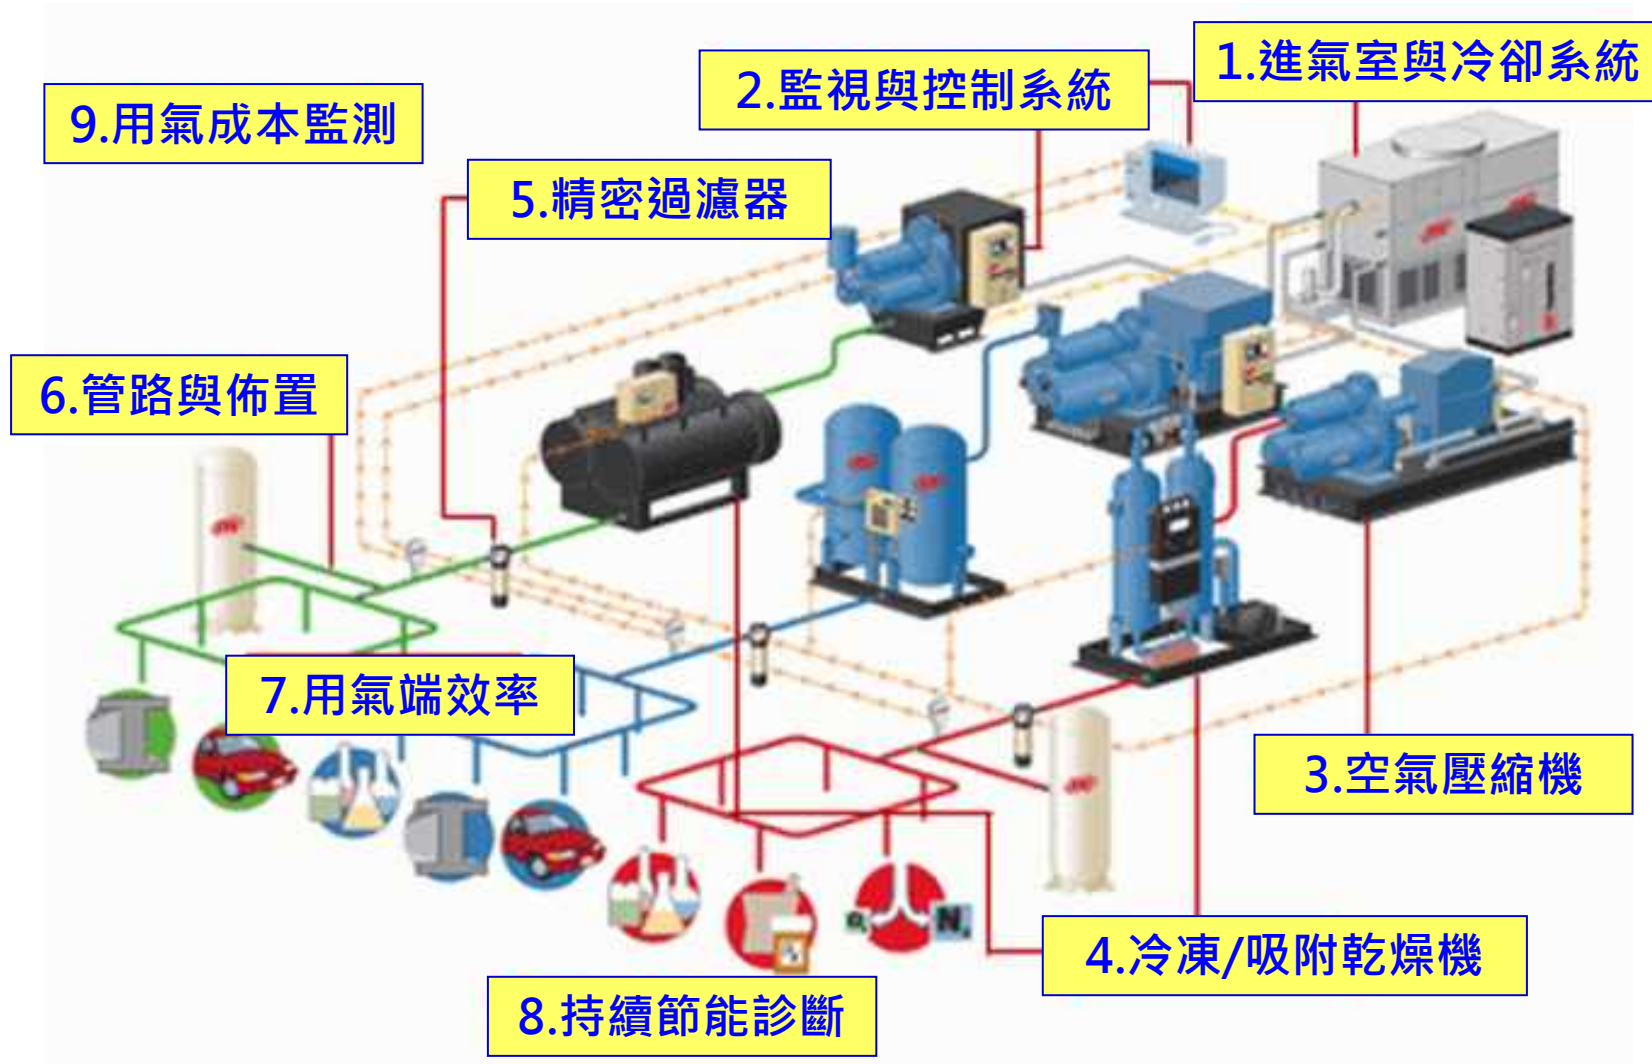 1.進氣室與冷卻系統
2.監視與控制系統
9.用氣成本監測
5.精密過濾器
6.管路與佈置
7.用氣端效率
3.空氣壓縮機
4.冷凍/吸附乾燥機
8.持續節能診斷